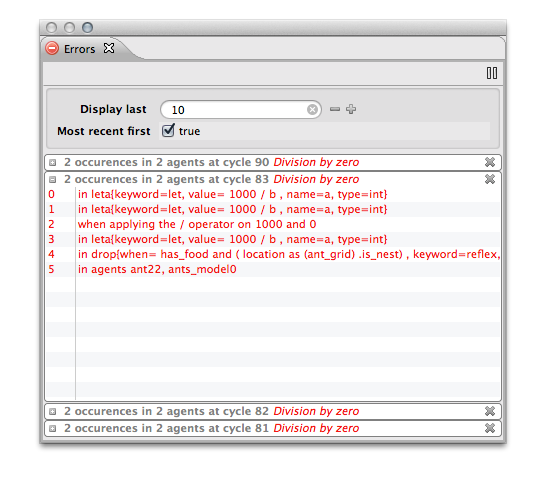 Errors
Display last 10
Most recent first true
2 occurences in 2 agents at cycle 90 Division by zero
2 occurences in 2 agents at cycle 83 Division by zero
0 in leta{keyword=let, value= 1000 / b , name=a, type=int}
1 in leta{keyword=let, value= 1000 / b , name=a, type=int}
2 when applying the / operator on 1000 and 0
3 in leta{keyword=let, value= 1000 / b , name=a, type=int}
4 in drop{when= has_food and ( location as (ant_grid) .is_nest) , keyword=reflex,
5 in agents ant22, ants_model0
2 occurences in 2 agents at cycle 82 Division by zero
2 occurences in 2 agents at cycle 81 Division by zero